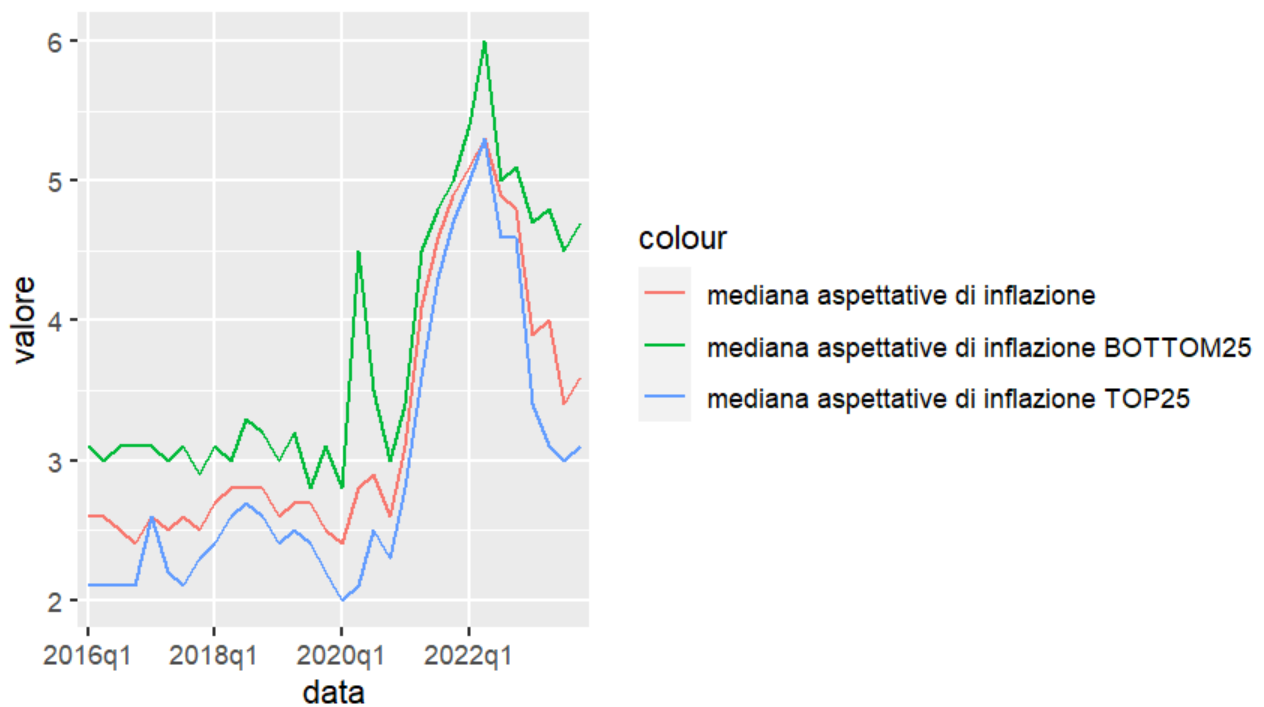 6
5
4
3
2
valore
2016q1 2018q1 2020q1 2022q1
data
colour
mediana aspettative di inflazione
mediana aspettative di inflazione BOTTOM25
mediana aspettative di inflazione TOP25